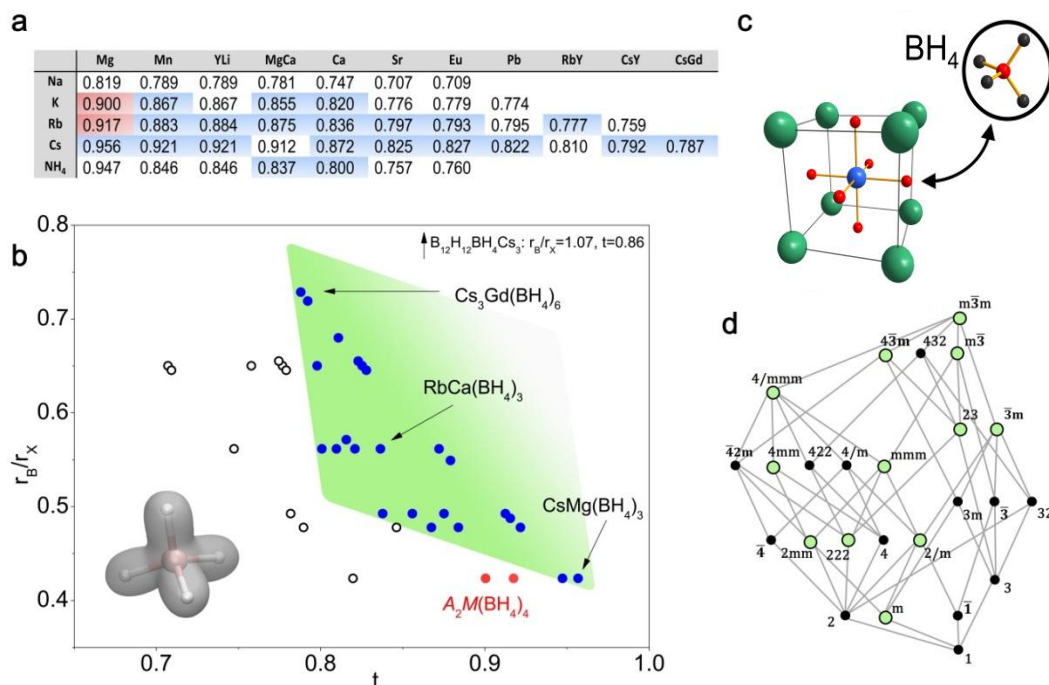 a
Mg Mn YLi MgCa Ca Sr Eu Pb RbY CsY CsGd
Na 0.819 0.789 0.789 0.781 0.747 0.707 0.709
K 0.900 0.867 0.867 0.855 0.820 0.776 0.779 0.774
Rb 0.917 0.883 0.884 0.875 0.836 0.797 0.793 0.795 0.777 0.759
Cs 0.956 0.921 0.921 0.912 0.872 0.825 0.827 0.822 0.810 0.792 0.787
NH₄ 0.947 0.846 0.846 0.837 0.800 0.757 0.760
b
0.8
0.7
0.6
0.5
0.4
r_B/r_X
B₁₂H₁₂BH₄Cs₃: r_B/r_X=1.07, t=0.86
Cs₃Gd(BH₄)₆
RbCa(BH₄)₃
CsMg(BH₄)₃
A₂M(BH₄)₄
0.7 0.8 0.9 1.0
t
c
BH₄
d
m3̅m
4̅3m 432 m3̅
4/mmm
23 3̅m
4̅2m 4mm 422 4/m mmm
3m 3̅ 32
4̅ 2mm 222 4 2/m
3
2 m 1̅
1